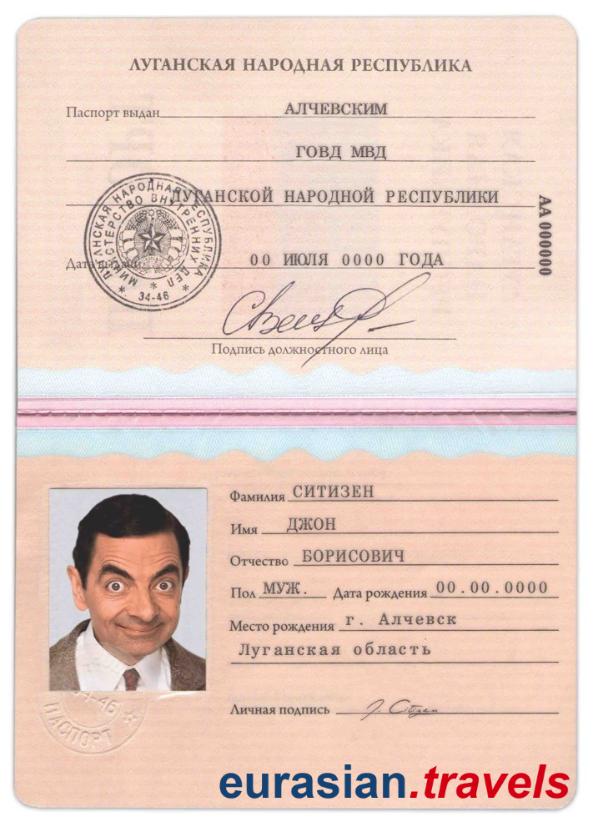 ЛУГАНСКАЯ НАРОДНАЯ РЕСПУБЛИКА
Паспорт выдан АЛЧЕВСКИМ
ГОВД МВД
ЛУГАНСКОЙ НАРОДНОЙ РЕСПУБЛИКИ
ЛУГАНСКАЯ НАРОДНАЯ РЕСПУБЛИКА
МИНИСТЕРСТВО ВНУТРЕННИХ ДЕЛ
34-46
АА 000000
Дата выдачи 00 ИЮЛЯ 0000 ГОДА
Подпись должностного лица
Фамилия СИТИЗЕН
Имя ДЖОН
Отчество БОРИСОВИЧ
Пол МУЖ. Дата рождения 00.00.0000
Место рождения г. Алчевск
Луганская область
Личная подпись
34-46
ПАСПОРТ
eurasian.travels